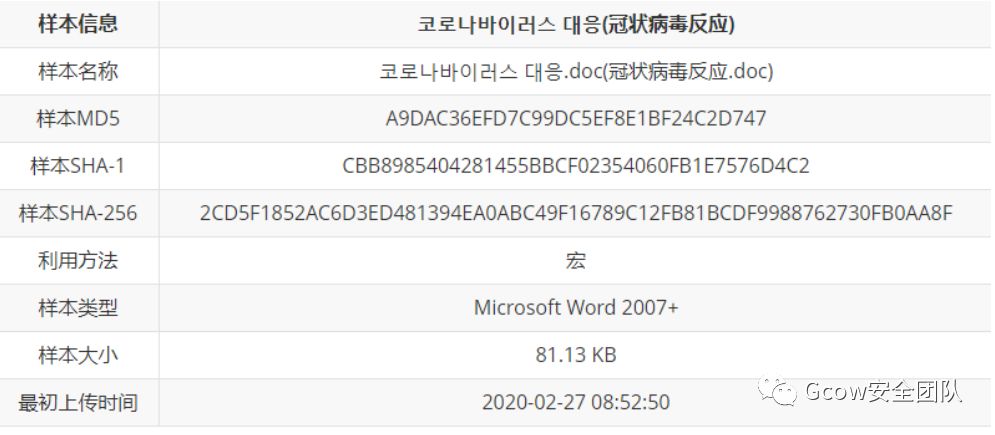 样本信息 코로나바이러스 대응(冠状病毒反应)
样本名称 코로나바이러스 대응.doc(冠状病毒反应.doc)
样本MD5 A9DAC36EFD7C99DC5EF8E1BF24C2D747
样本SHA-1 CBB8985404281455BBCF02354060FB1E7576D4C2
样本SHA-256 2CD5F1852AC6D3ED481394EA0ABC49F16789C12FB81BCDF9988762730FB0AA8F
利用方法 宏
样本类型 Microsoft Word 2007+
样本大小 81.13 KB
最初上传时间 2020-02-27 08:52:50
Gcow安全团队